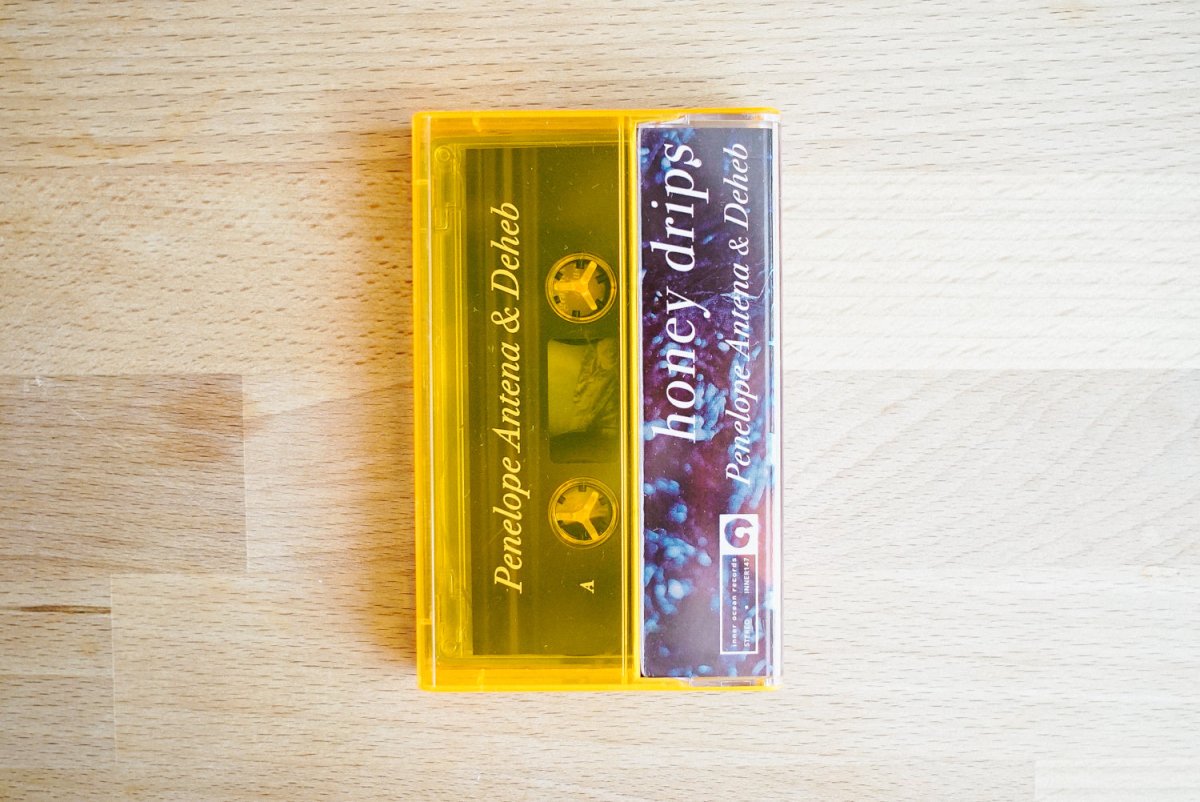 Penelope Antena & Deheb
A
honey drips
Penelope Antena & Deheb
inner ocean records
STEREO INNER147